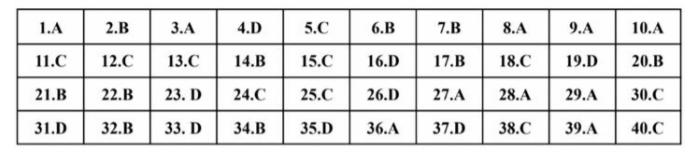 1.A 2.B 3.A 4.D 5.C 6.B 7.B 8.A 9.A 10.A
11.C 12.C 13.C 14.B 15.C 16.D 17.B 18.C 19.D 20.B
21.B 22.B 23. D 24.C 25.C 26.D 27.A 28.A 29.A 30.C
31.D 32.B 33. D 34.B 35.D 36.A 37.D 38.C 39.A 40.C